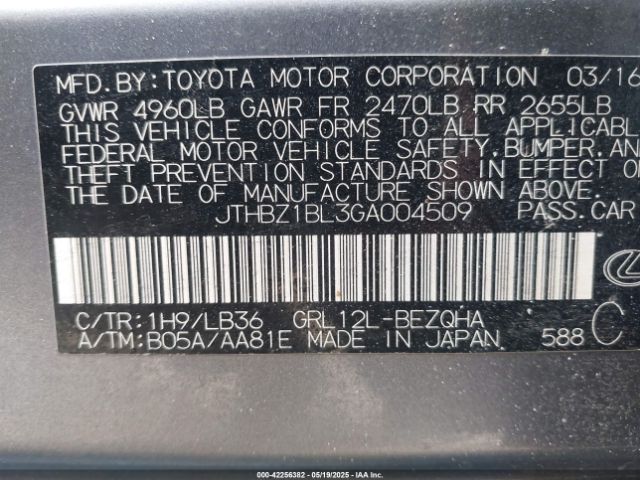 MFD.BY:TOYOTA MOTOR CORPORATION 03/16
GVWR 4960LB GAWR FR 2470LB RR 2655LB
THIS VEHICLE CONFORMS TO ALL APPLICABL
FEDERAL MOTOR VEHICLE SAFETY,BUMPER,AN
THEFT PREVENTION STANDARDS IN EFFECT O
THE DATE OF MANUFACTURE SHOWN ABOVE.
JTHBZ1BL3GA004509 PASS.CAR
C/TR:1H9/LB36 GRL12L-BEZQHA
A/TM:B05A/AA81E MADE IN JAPAN 588 C
000-42256382 - 05/19/2025 - IAAI, Inc.